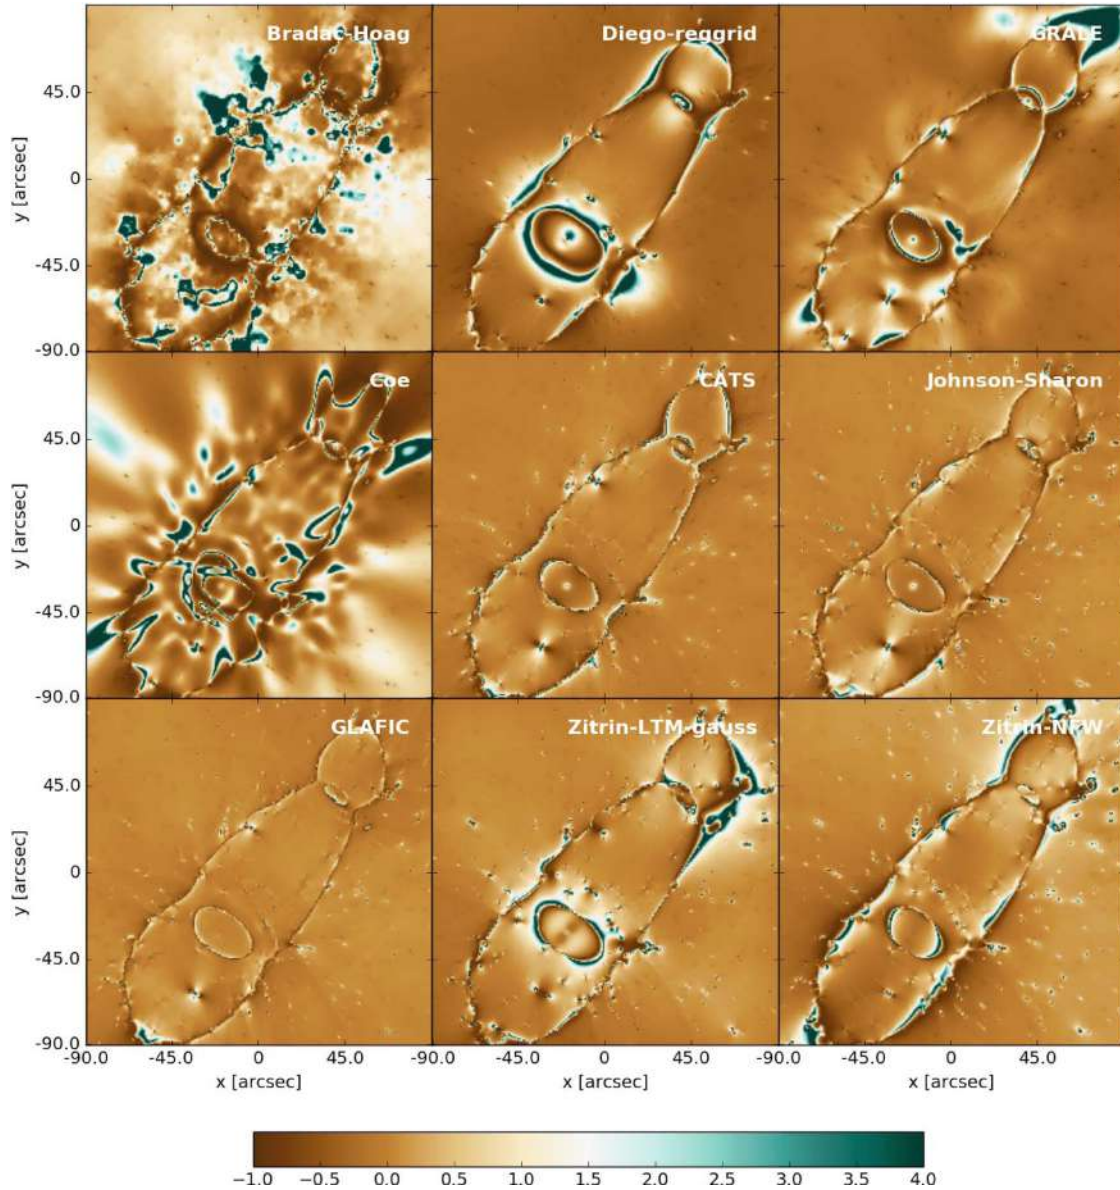 Bradač-Hoag Diego-reggrid GRALE
45.0
y [arcsec]
0
-45.0
-90.0
Coe CATS Johnson-Sharon
45.0
y [arcsec]
0
-45.0
-90.0
GLAFIC Zitrin-LTM-gauss Zitrin-NFW
45.0
y [arcsec]
0
-45.0
-90.0
-90.0 -45.0 0 45.0 -90.0 -45.0 0 45.0 -90.0 -45.0 0 45.0
x [arcsec] x [arcsec] x [arcsec]
−1.0 −0.5 0.0 0.5 1.0 1.5 2.0 2.5 3.0 3.5 4.0